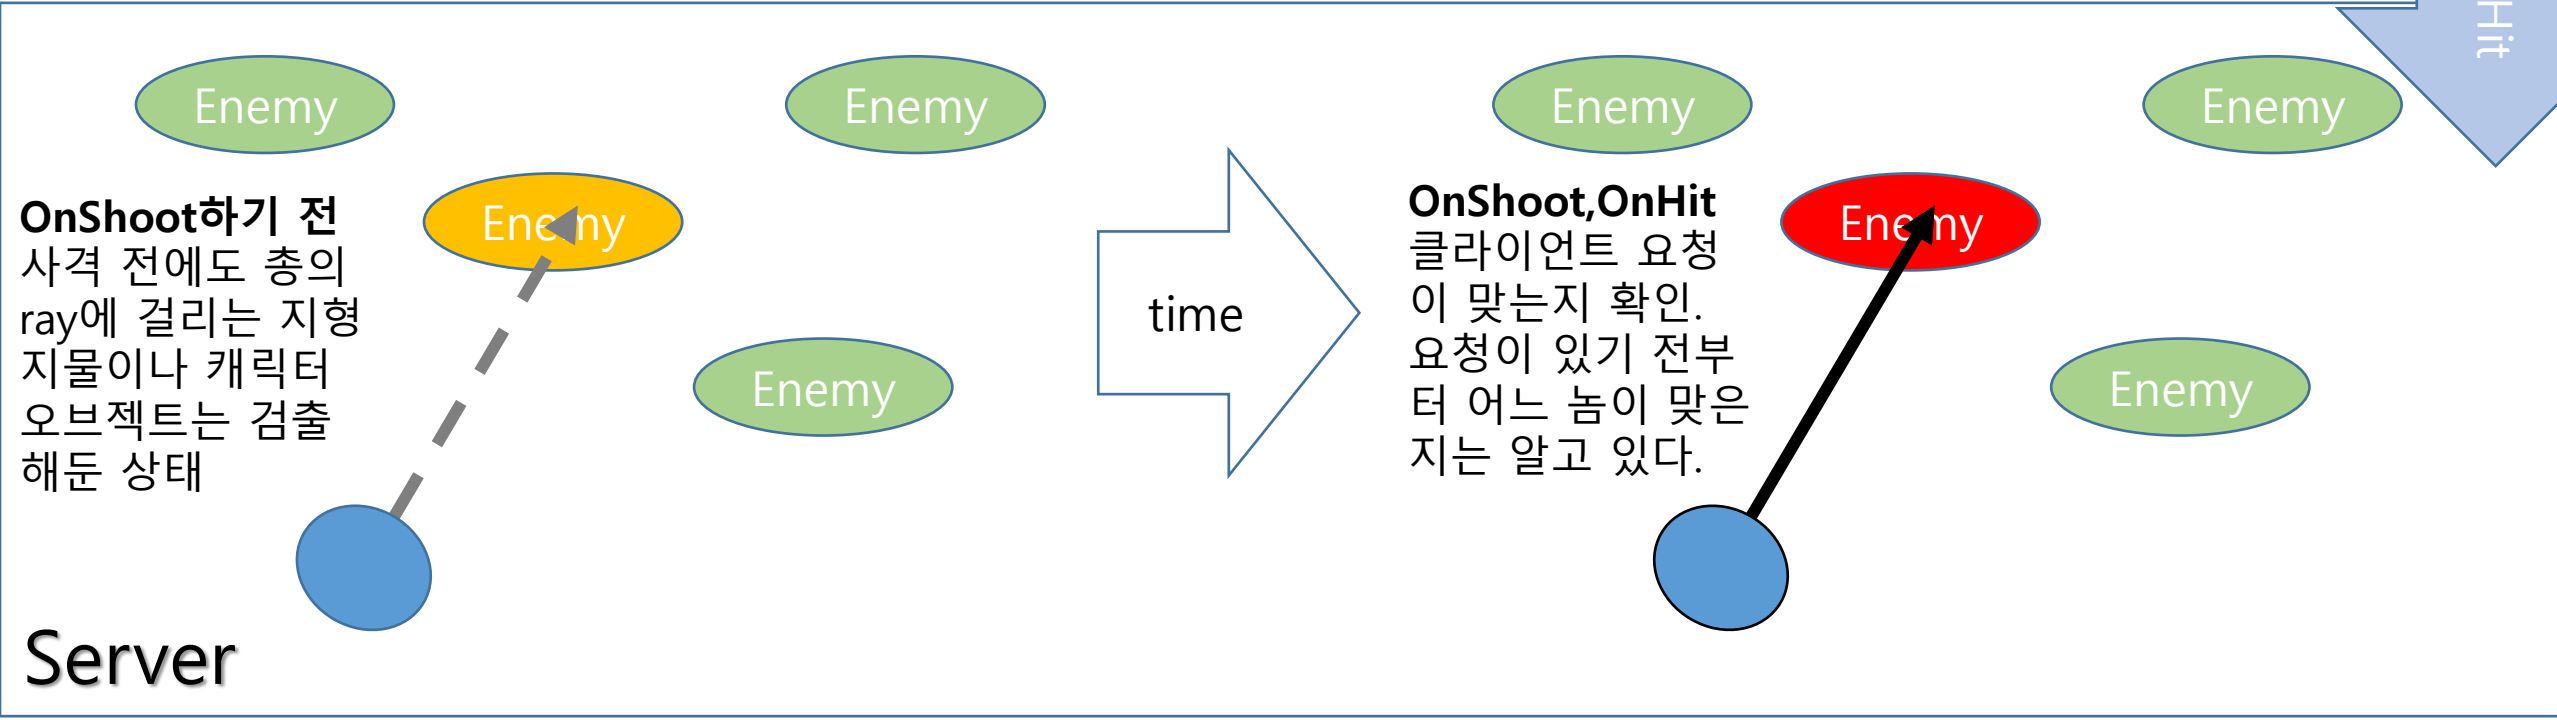 Hit
Enemy
Enemy
Enemy
Enemy
OnShoot하기 전
사격 전에도 총의
ray에 걸리는 지형
지물이나 캐릭터
오브젝트는 검출
해둔 상태
Enemy
Enemy
time
OnShoot,OnHit
클라이언트 요청
이 맞는지 확인.
요청이 있기 전부
터 어느 놈이 맞은
지는 알고 있다.
Enemy
Enemy
Server